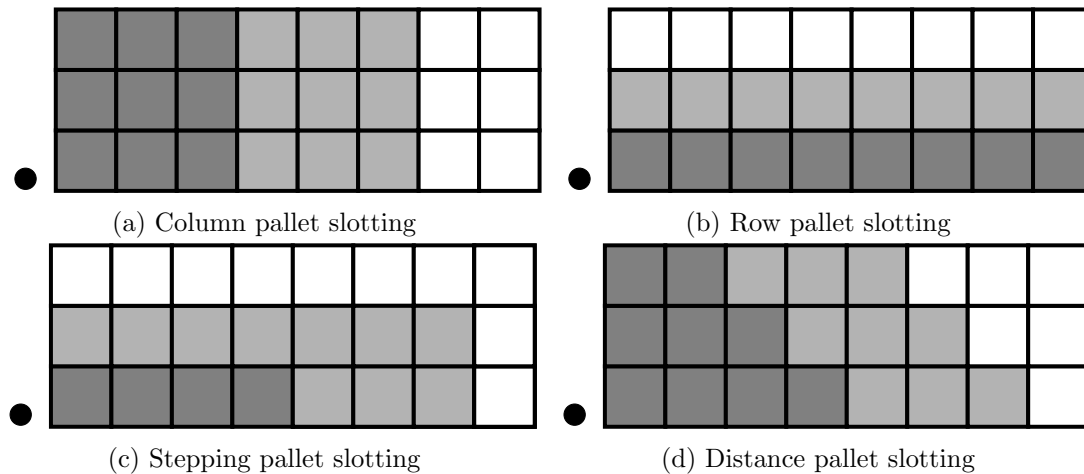 (a) Column pallet slotting
(b) Row pallet slotting
(c) Stepping pallet slotting
(d) Distance pallet slotting